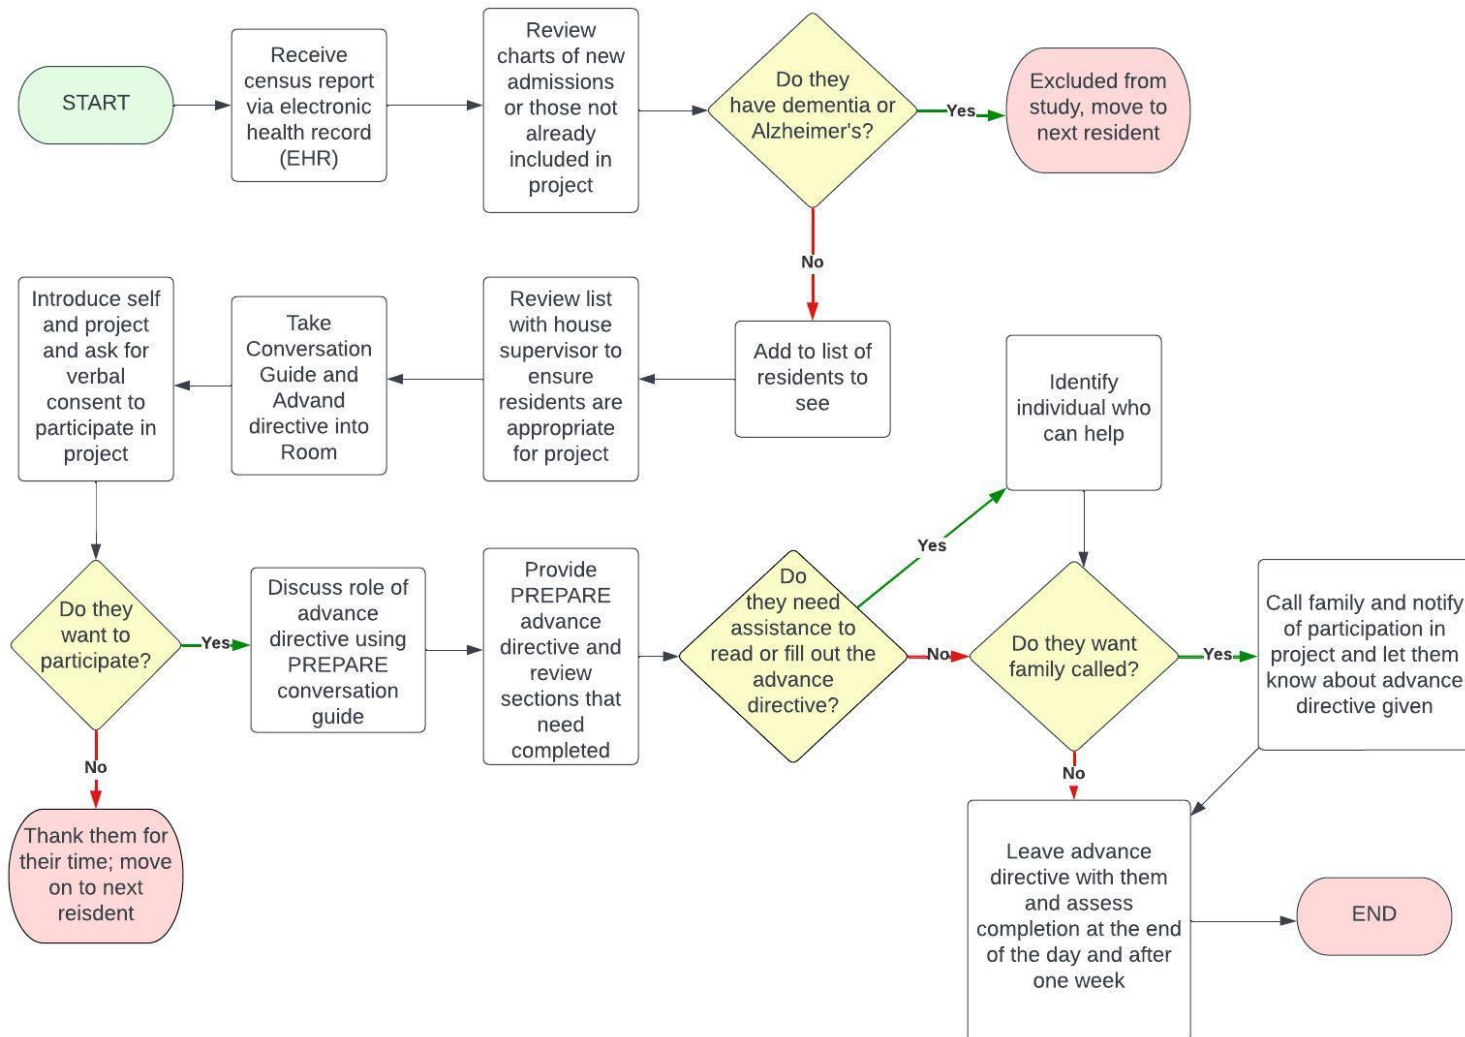 START
Receive
census report
via electronic
health record
(EHR)
Review
charts of new
admissions
or those not
already
included in
project
Do they
have dementia or
Alzheimer's?
Yes
Excluded from
study, move to
next resident
No
Add to list of
residents to
see
Review list
with house
supervisor to
ensure
residents are
appropriate
for project
Take
Conversation
Guide and
Advand
directive into
Room
Introduce self
and project
and ask for
verbal
consent to
participate in
project
Do they
want to
participate?
No
Thank them for
their time; move
on to next
reisdent
Yes
Discuss role of
advance
directive using
PREPARE
conversation
guide
Provide
PREPARE
advance
directive and
review
sections that
need
completed
Do
they need
assistance to
read or fill out the
advance
directive?
Yes
Identify
individual who
can help
No
Do they want
family called?
Yes
Call family and notify
of participation in
project and let them
know about advance
directive given
No
Leave advance
directive with them
and assess
completion at the end
of the day and after
one week
END